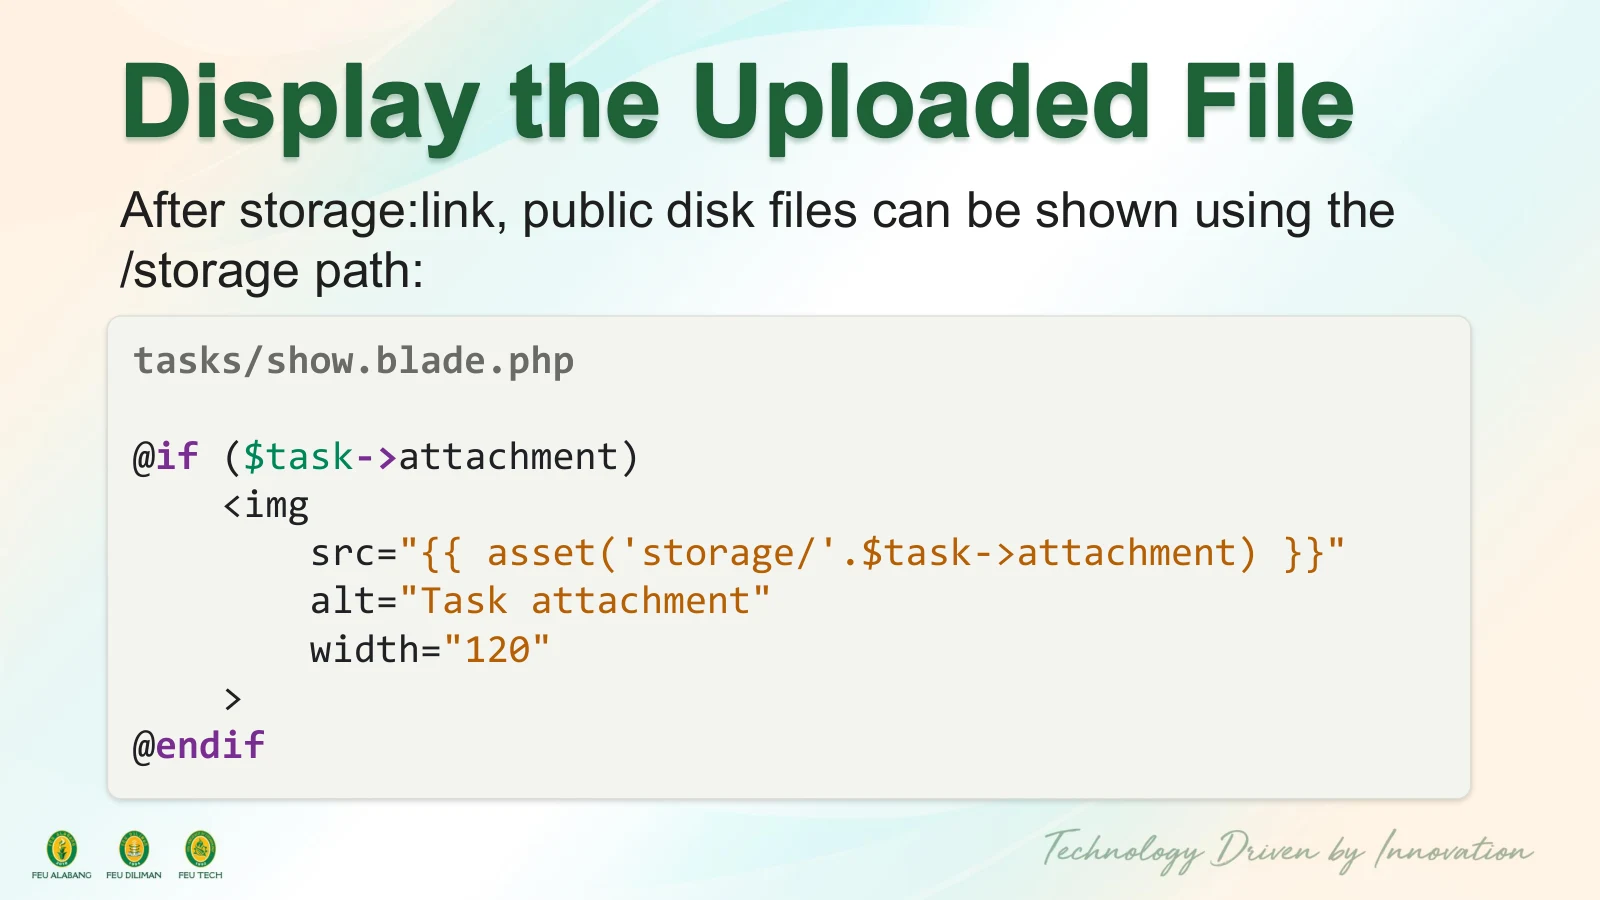 Display the Uploaded File
After storage:link, public disk files can be shown using the
/storage path:
tasks/show.blade.php
@if ($task->attachment)
    <img
        src="{{ asset('storage/'.$task->attachment) }}"
        alt="Task attachment"
        width="120"
    >
@endif
FEU ALABANG FEU DILIMAN FEU TECH
Technology Driven by Innovation